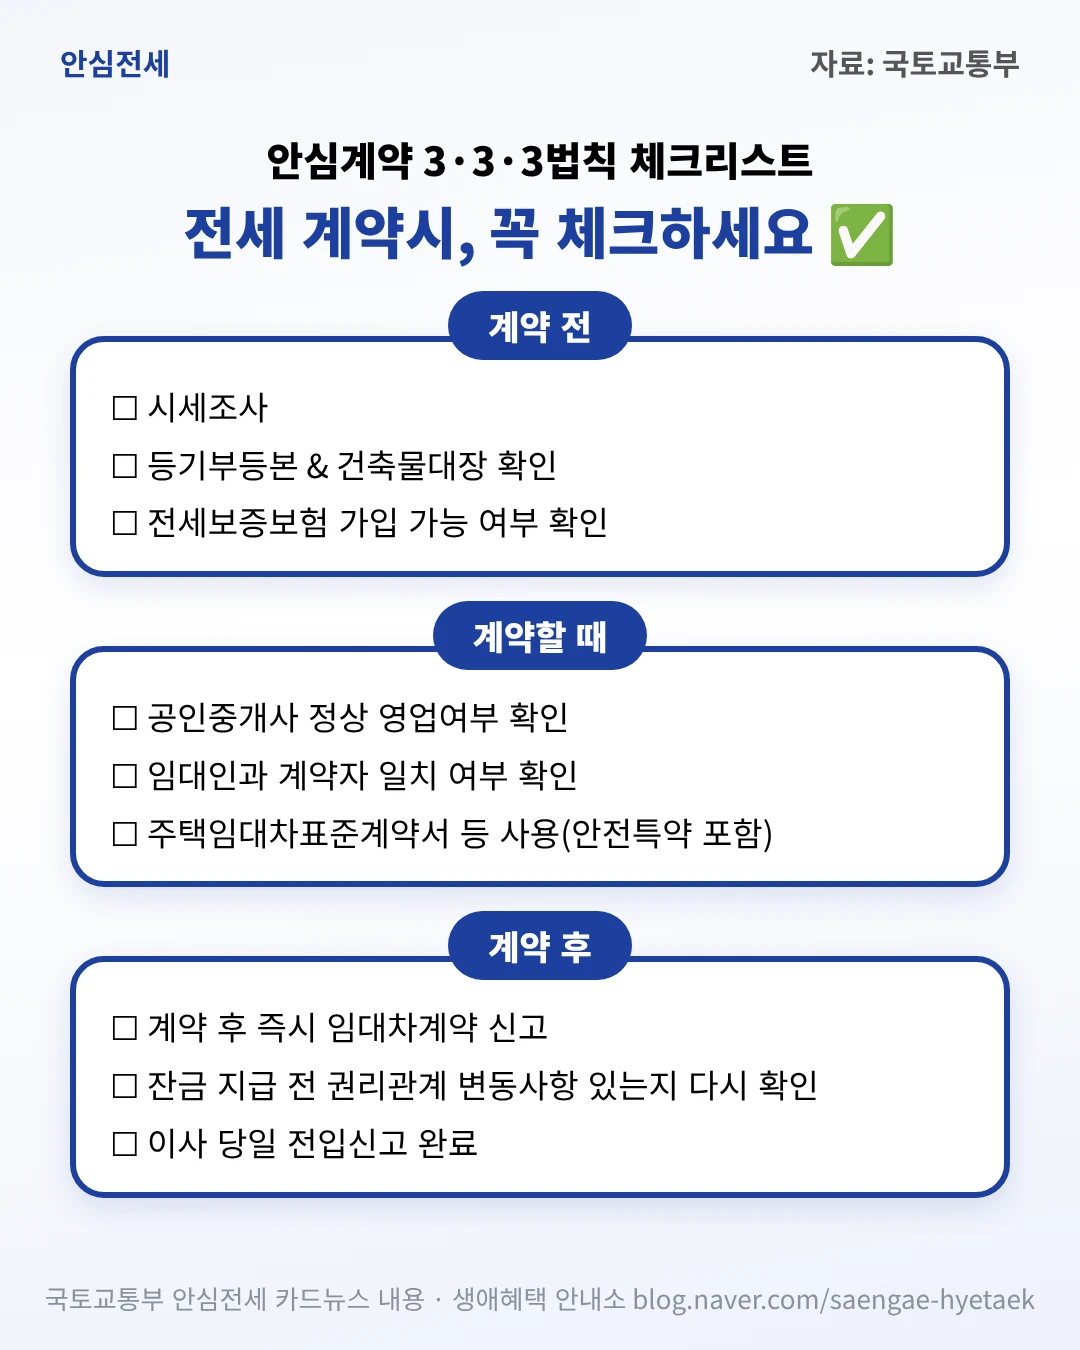 안심전세
자료: 국토교통부
안심계약 3·3·3법칙 체크리스트
전세 계약시, 꼭 체크하세요 ✅
계약 전
☐ 시세조사
☐ 등기부등본 & 건축물대장 확인
☐ 전세보증보험 가입 가능 여부 확인
계약할 때
☐ 공인중개사 정상 영업여부 확인
☐ 임대인과 계약자 일치 여부 확인
☐ 주택임대차표준계약서 등 사용(안전특약 포함)
계약 후
☐ 계약 후 즉시 임대차계약 신고
☐ 잔금 지급 전 권리관계 변동사항 있는지 다시 확인
☐ 이사 당일 전입신고 완료
국토교통부 안심전세 카드뉴스 내용 · 생애혜택 안내소 blog.naver.com/saengae-hyetaek